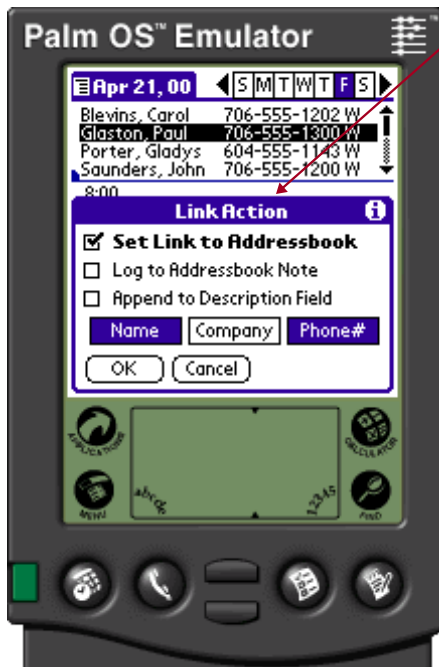 Palm OS™ Emulator
Apr 21, 00 S M T W T F S
Blevins, Carol 706-555-1202 W
Glaston, Paul 706-555-1300 W
Porter, Gladys 604-555-1143 W
Saunders, John 706-555-1200 W
8:00
Link Action i
Set Link to Addressbook
Log to Addressbook Note
Append to Description Field
Name Company Phone#
OK Cancel
APPLICATIONS CALCULATOR
MENU abcde 12345 FIND